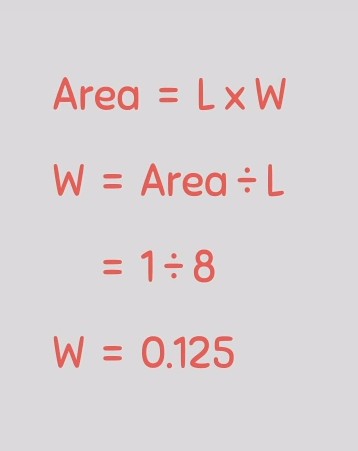 Area = L x W
W = Area ÷ L
= 1 ÷ 8
W = 0.125